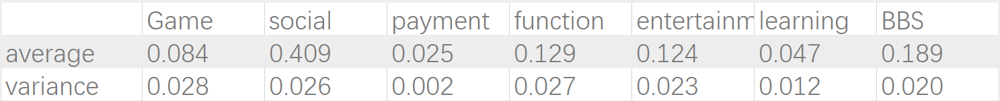 Game social payment function entertainm learning BBS
average 0.084 0.409 0.025 0.129 0.124 0.047 0.189
variance 0.028 0.026 0.002 0.027 0.023 0.012 0.020